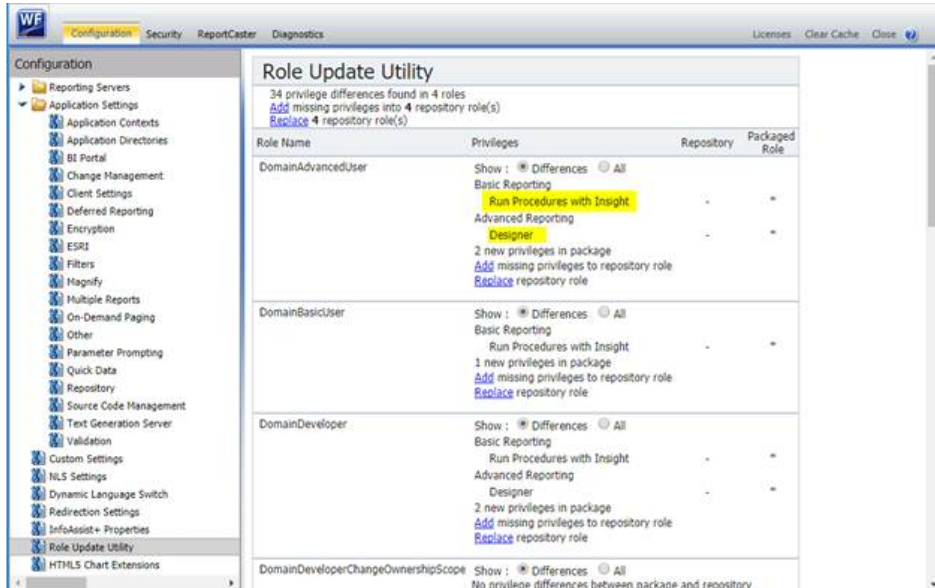 WF
Configuration Security ReportCaster Diagnostics Licenses Clear Cache Close ?
Configuration
Reporting Servers
Application Settings
Application Contexts
Application Directories
BI Portal
Change Management
Client Settings
Deferred Reporting
Encryption
ESRI
Filters
Magnify
Multiple Reports
On-Demand Paging
Other
Parameter Prompting
Quick Data
Repository
Source Code Management
Text Generation Server
Validation
Custom Settings
NLS Settings
Dynamic Language Switch
Redirection Settings
InfoAssist+ Properties
Role Update Utility
HTML5 Chart Extensions
Role Update Utility
34 privilege differences found in 4 roles
Add missing privileges into 4 repository role(s)
Replace 4 repository role(s)
Role Name Privileges Repository Packaged Role
DomainAdvancedUser Show : Differences All
Basic Reporting
Run Procedures with Insight - *
Advanced Reporting
Designer - *
2 new privileges in package
Add missing privileges to repository role
Replace repository role
DomainBasicUser Show : Differences All
Basic Reporting
Run Procedures with Insight - *
1 new privileges in package
Add missing privileges to repository role
Replace repository role
DomainDeveloper Show : Differences All
Basic Reporting
Run Procedures with Insight - *
Advanced Reporting
Designer - *
2 new privileges in package
Add missing privileges to repository role
Replace repository role
DomainDeveloperChangeOwnershipScope Show : Differences All
No privilege differences between package and repository